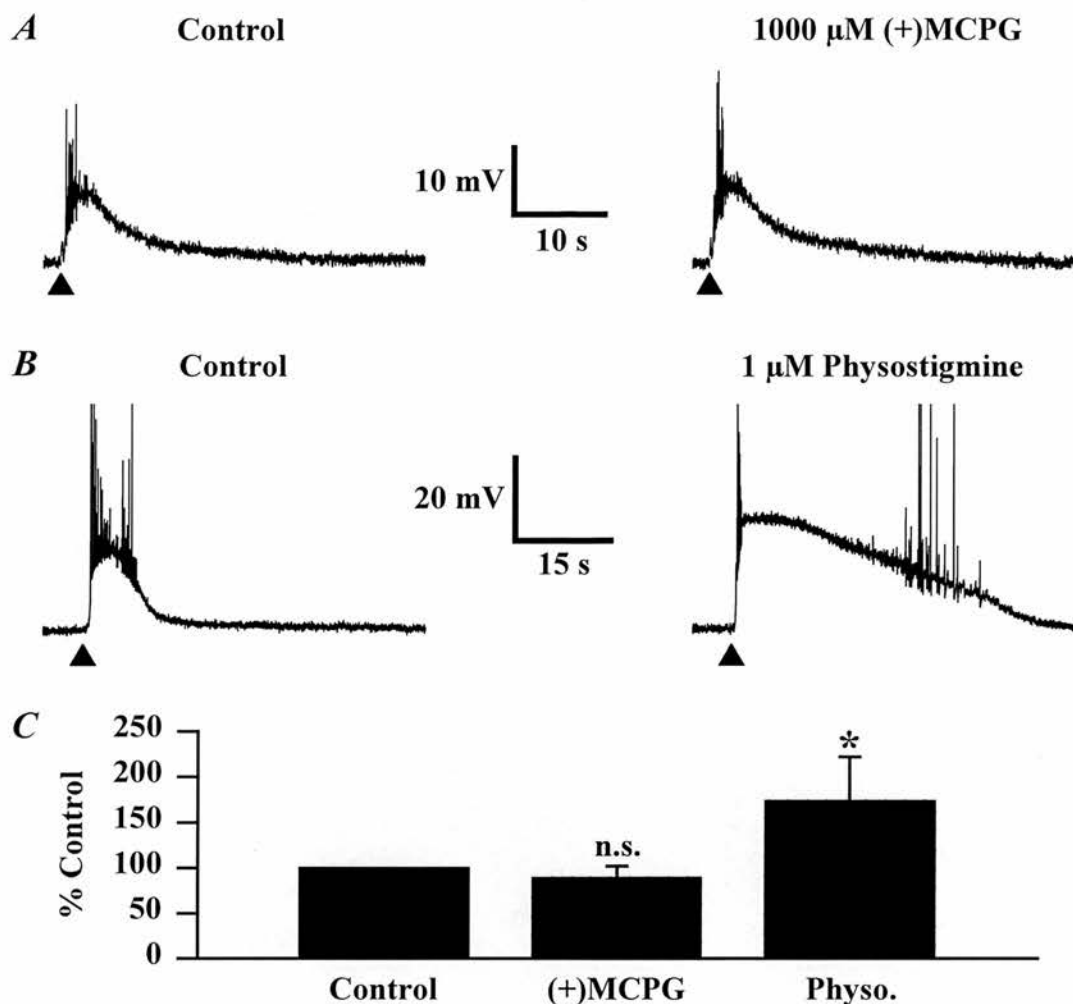 A Control 1000 μM (+)MCPG
10 mV
10 s
B Control 1 μM Physostigmine
20 mV
15 s
C
% Control
250
200
150
100
50
0
n.s.
*
Control (+)MCPG Physo.